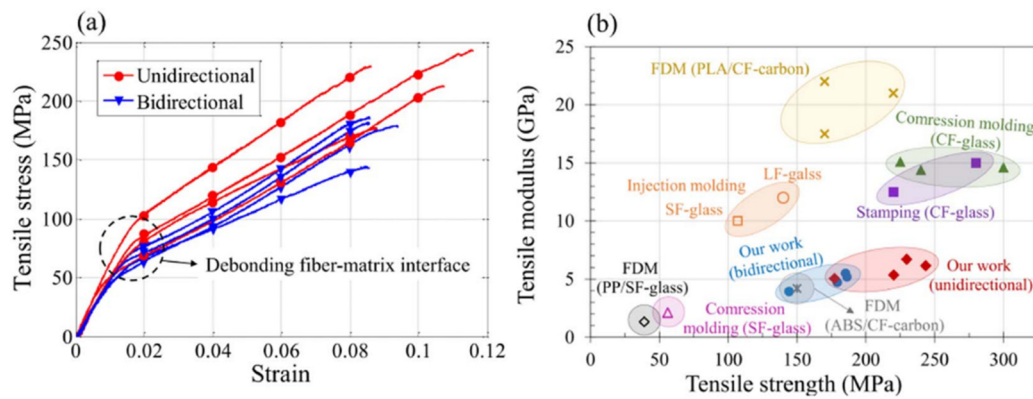 (a)
Tensile stress (MPa)
250
200
150
100
50
0
Unidirectional
Bidirectional
Debonding fiber-matrix interface
0
0.02
0.04
0.06
0.08
0.1
0.12
Strain
(b)
Tensile modulus (GPa)
25
20
15
10
5
0
FDM (PLA/CF-carbon)
Comression molding
(CF-glass)
LF-galss
Injection molding
SF-glass
Stamping (CF-glass)
Our work
(bidirectional)
Our work
(unidirectional)
FDM
(PP/SF-glass)
Comression
molding (SF-glass)
FDM
(ABS/CF-carbon)
0
50
100
150
200
250
300
Tensile strength (MPa)